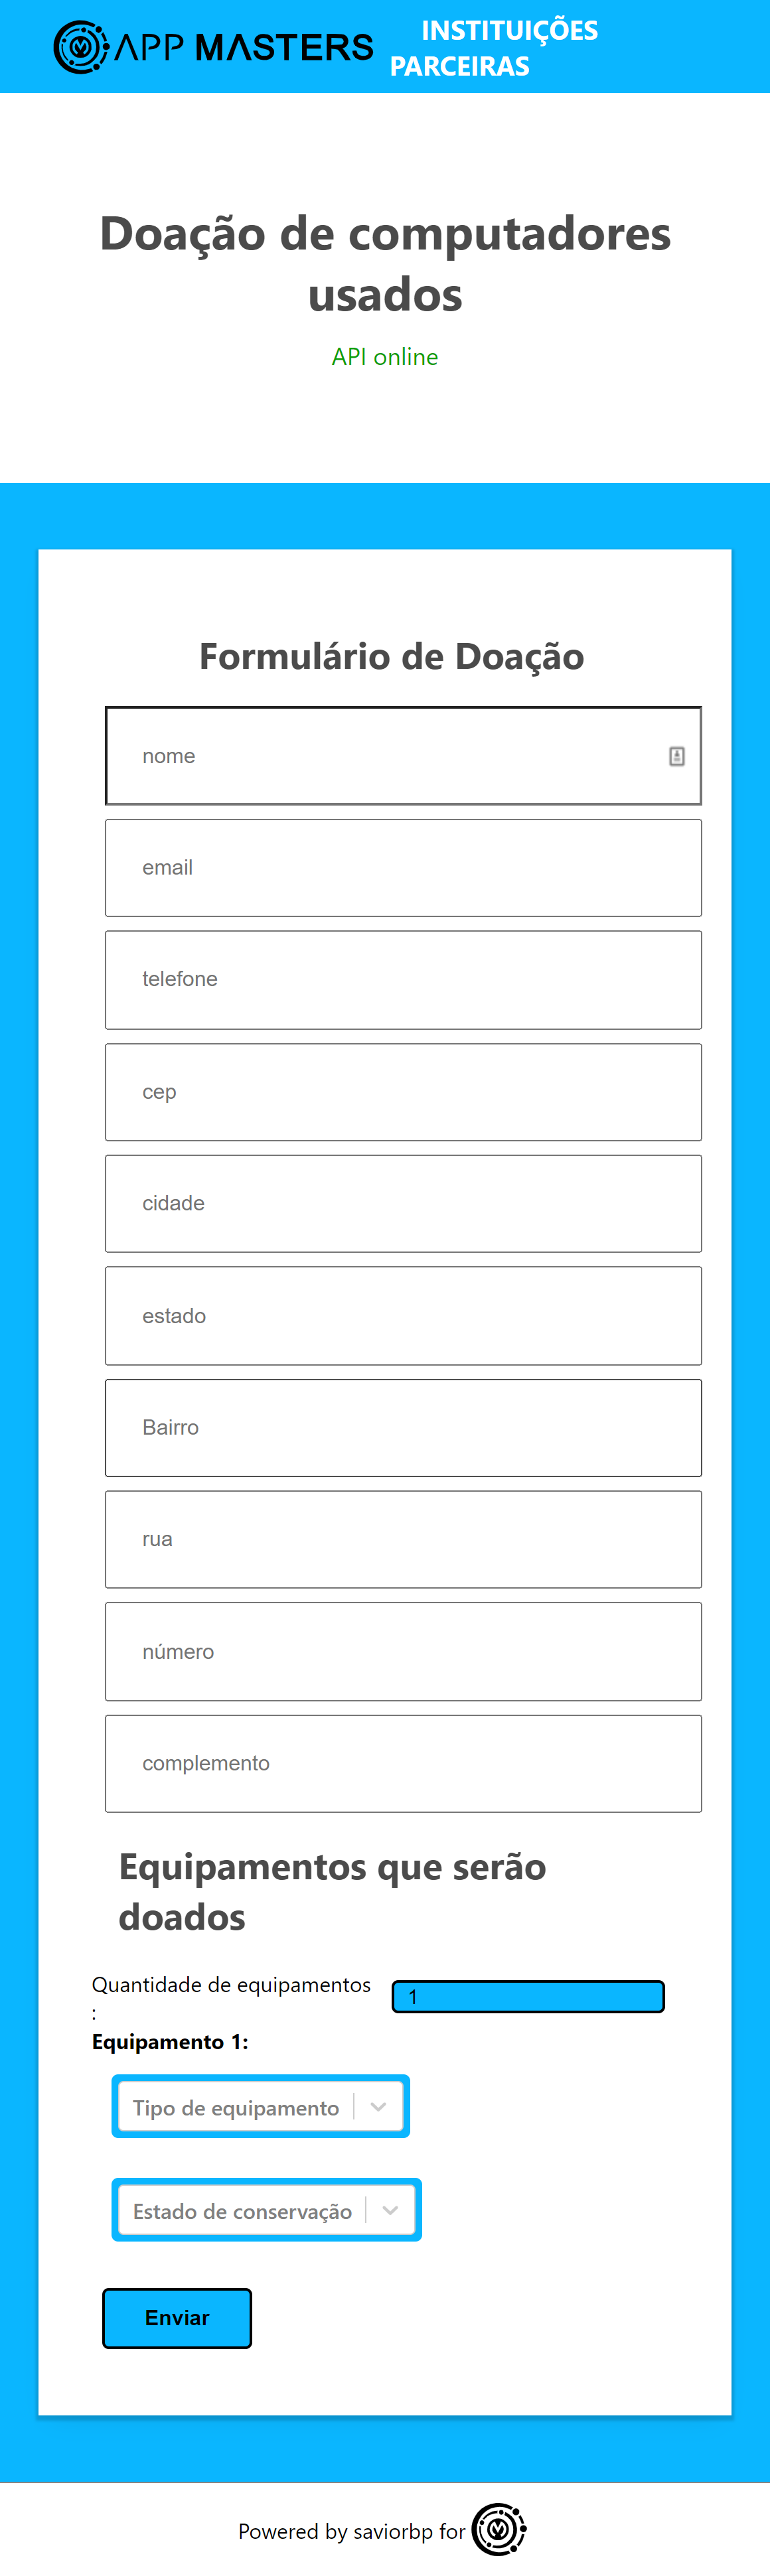 APP MASTERS
INSTITUIÇÕES
PARCEIRAS
Doação de computadores
usados
API online
Formulário de Doação
nome
email
telefone
cep
cidade
estado
Bairro
rua
número
complemento
Equipamentos que serão
doados
Quantidade de equipamentos
:
1
Equipamento 1:
Tipo de equipamento
Estado de conservação
Enviar
Powered by saviorbp for